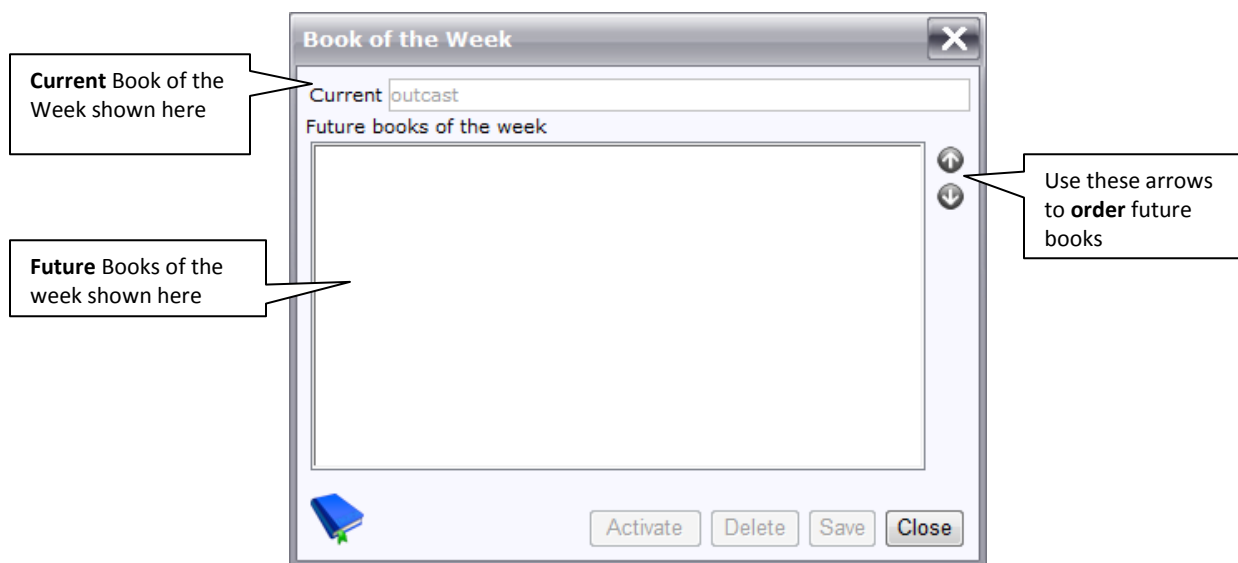 Book of the Week
Current Book of the
Week shown here
Current outcast
Future books of the week
Use these arrows
to order future
books
Future Books of the
week shown here
Activate Delete Save Close